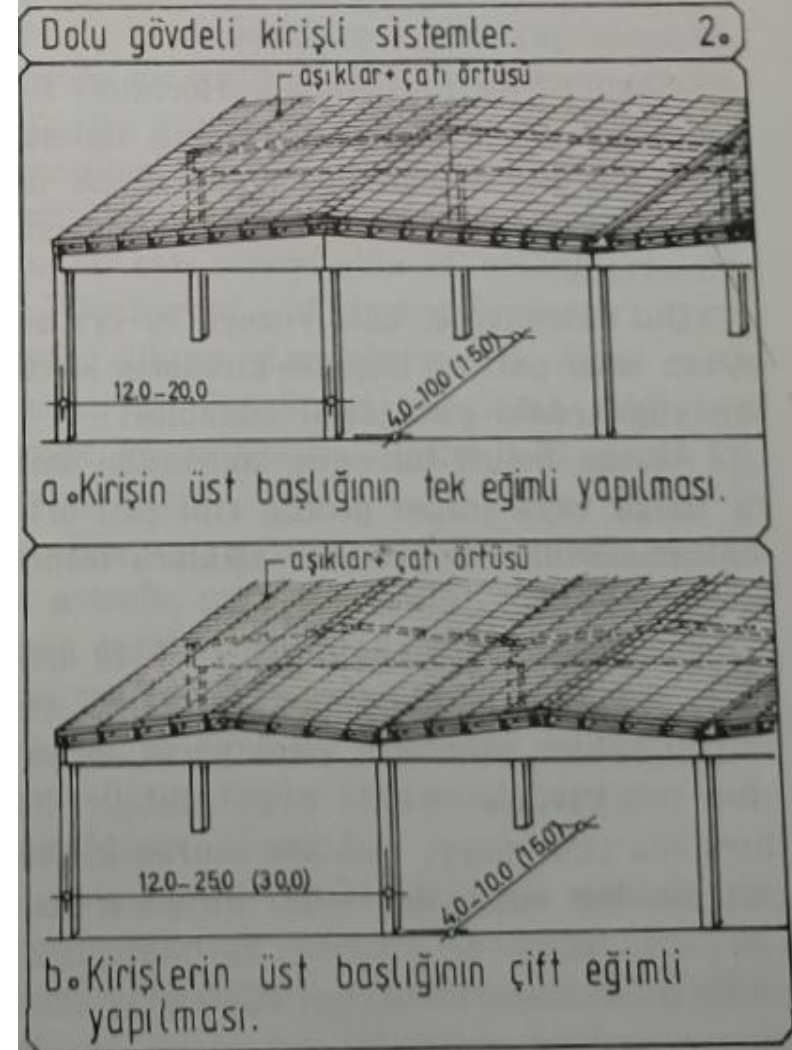 Dolu gövdeli kirişli sistemler. 2.
aşıklar+çatı örtüsü
12.0-20.0
4.0-10.0 (15.0)
a.Kirişin üst başlığının tek eğimli yapılması.
aşıklar+çatı örtüsü
12.0-25.0 (30.0)
4.0-10.0 (15.0)
b.Kirişlerin üst başlığının çift eğimli
yapılması.